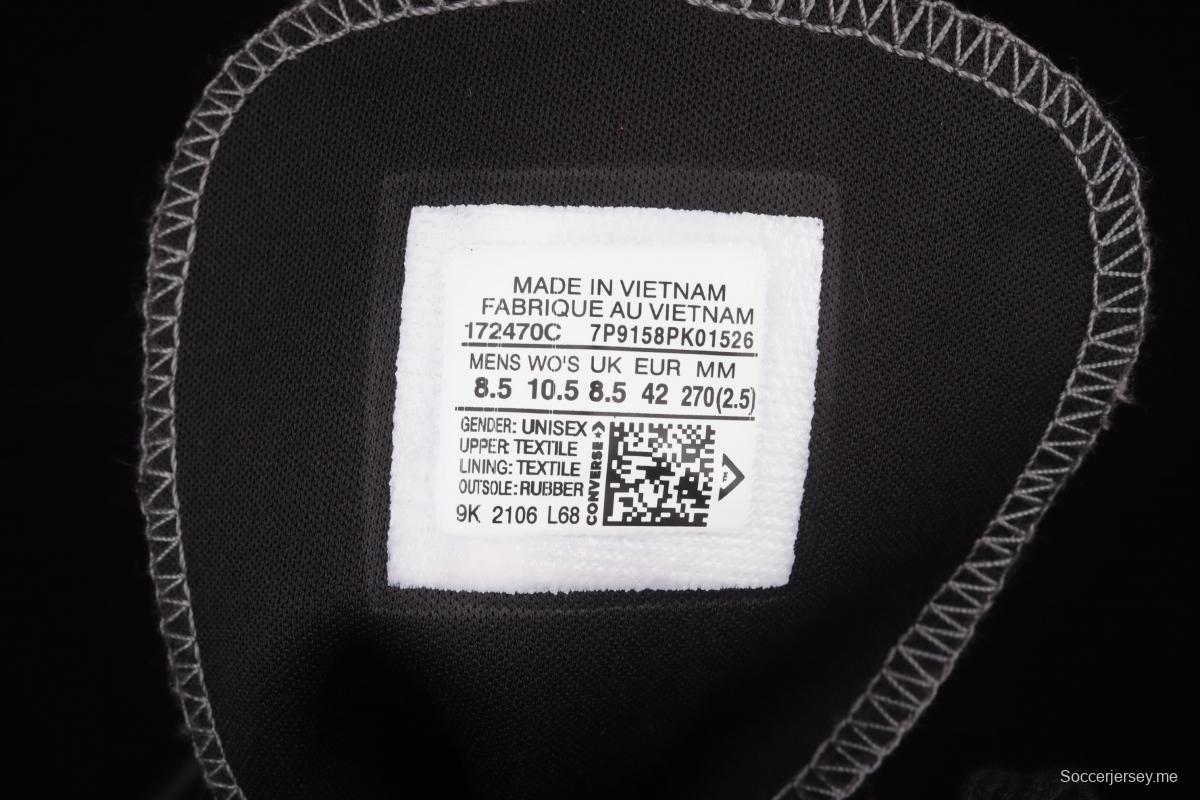 MADE IN VIETNAM
FABRIQUE AU VIETNAM
172470C 7P9158PK01526
MENS WO'S UK EUR MM
8.5 10.5 8.5 42 270(2.5)
GENDER: UNISEX
UPPER: TEXTILE
LINING: TEXTILE
OUTSOLE: RUBBER
9K 2106 L68
CONVERSE
TM
Soccerjersey.me